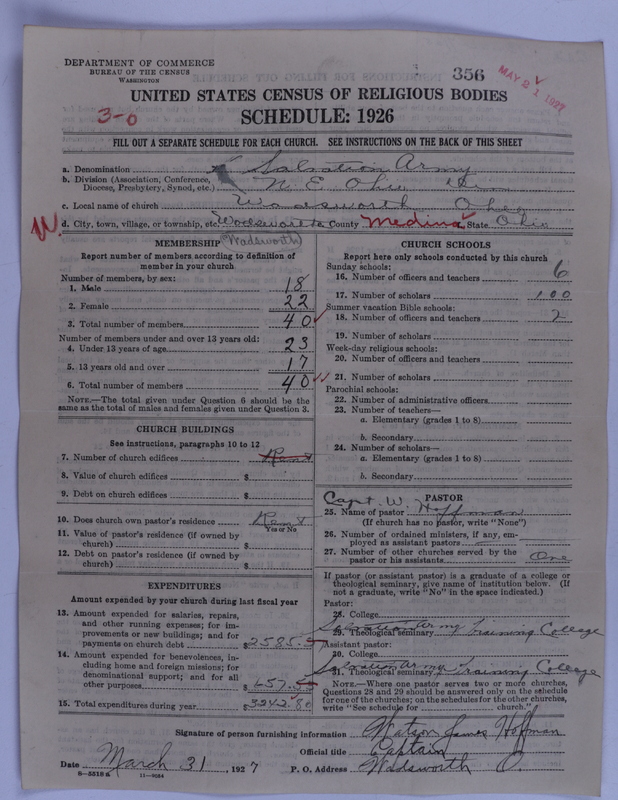 DEPARTMENT OF COMMERCE
BUREAU OF THE CENSUS
WASHINGTON
356
MAY 21 1927
UNITED STATES CENSUS OF RELIGIOUS BODIES
3-0
SCHEDULE: 1926
FILL OUT A SEPARATE SCHEDULE FOR EACH CHURCH. SEE INSTRUCTIONS ON THE BACK OF THIS SHEET
a. Denomination Salvation Army
b. Division (Association, Conference, Diocese, Presbytery, Synod, etc.) N. E. Ohio
c. Local name of church Wadsworth Ohio
W. d. City, town, village, or township, etc. Woodsworth County Medina State Ohio
(Wadsworth)
MEMBERSHIP
Report number of members according to definition of
member in your church
Number of members, by sex:
1. Male 18
2. Female 22
3. Total number of members 40
Number of members under and over 13 years old:
4. Under 13 years of age 23
5. 13 years old and over 17
6. Total number of members 40
NOTE.—The total given under Question 6 should be the
same as the total of males and females given under Question 3.
CHURCH BUILDINGS
See instructions, paragraphs 10 to 12
7. Number of church edifices Rent
8. Value of church edifices $
9. Debt on church edifices $
10. Does church own pastor's residence Rent
Yes or No
11. Value of pastor's residence (if owned by
church) $
12. Debt on pastor's residence (if owned by
church) $
EXPENDITURES
Amount expended by your church during last fiscal year
13. Amount expended for salaries, repairs,
and other running expenses; for im-
provements or new buildings; and for
payments on church debt $2585.
14. Amount expended for benevolences, in-
cluding home and foreign missions; for
denominational support; and for all
other purposes $657.
15. Total expenditures during year $3242.80
CHURCH SCHOOLS
Report here only schools conducted by this church
Sunday schools:
16. Number of officers and teachers 6
17. Number of scholars 100
Summer vacation Bible schools:
18. Number of officers and teachers 2
19. Number of scholars
Week-day religious schools:
20. Number of officers and teachers
21. Number of scholars
Parochial schools:
22. Number of administrative officers
23. Number of teachers—
a. Elementary (grades 1 to 8)
b. Secondary
24. Number of scholars—
a. Elementary (grades 1 to 8)
b. Secondary
PASTOR
25. Name of pastor Capt. W. Hoffman
(If church has no pastor, write "None")
26. Number of ordained ministers, if any, em-
ployed as assistant pastors
27. Number of other churches served by the
pastor or his assistants One
If pastor (or assistant pastor) is a graduate of a college or
theological seminary, give name of institution below. (If
not a graduate, write "No" in the space indicated.)
Pastor:
28. College
29. Theological seminary Salvation Army Training College
Assistant pastor:
30. College
31. Theological seminary Salvation Army Training College
NOTE.—Where one pastor serves two or more churches,
Questions 28 and 29 should be answered only on the schedule
for one of the churches; on the schedules for the other churches,
write "See schedule for church."
Signature of person furnishing information Watson James Hoffman
Official title Captain
Date March 31, 1927 P. O. Address Wadsworth O.
8—5518a 11—9354